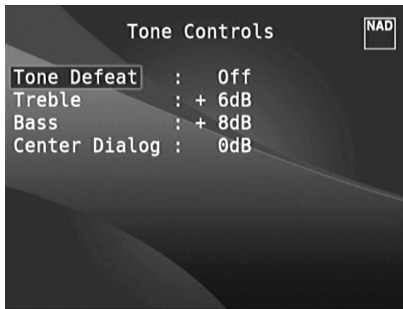 Tone Controls
NAD
Tone Defeat : Off
Treble : + 6dB
Bass : + 8dB
Center Dialog : 0dB